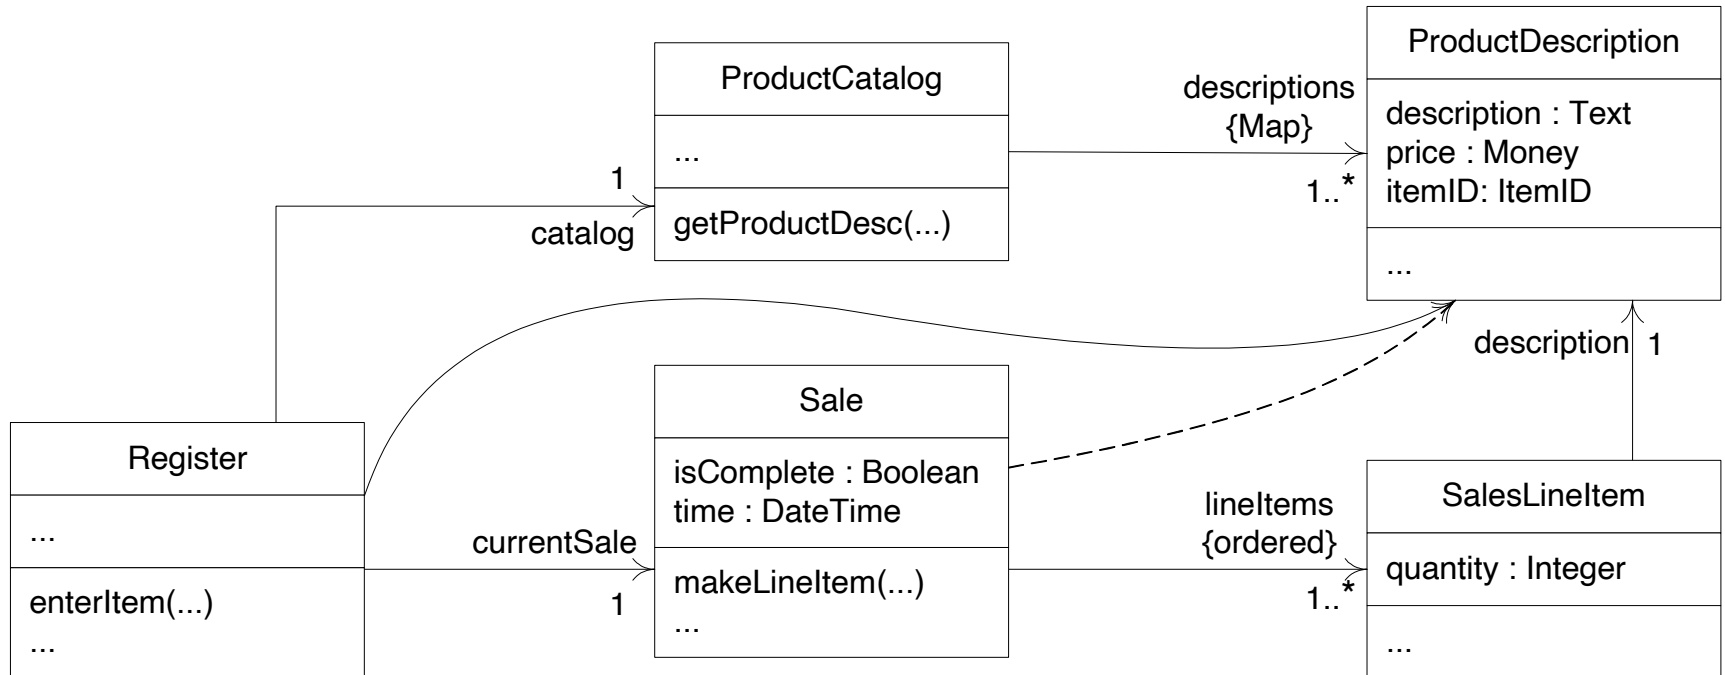 ProductDescription
description : Text
price : Money
itemID: ItemID
...
ProductCatalog
...
getProductDesc(...)
descriptions
{Map}
1..*
1
catalog
description 1
Sale
isComplete : Boolean
time : DateTime
makeLineItem(...)
...
Register
...
enterItem(...)
...
currentSale
1
lineItems
{ordered}
1..*
SalesLineItem
quantity : Integer
...